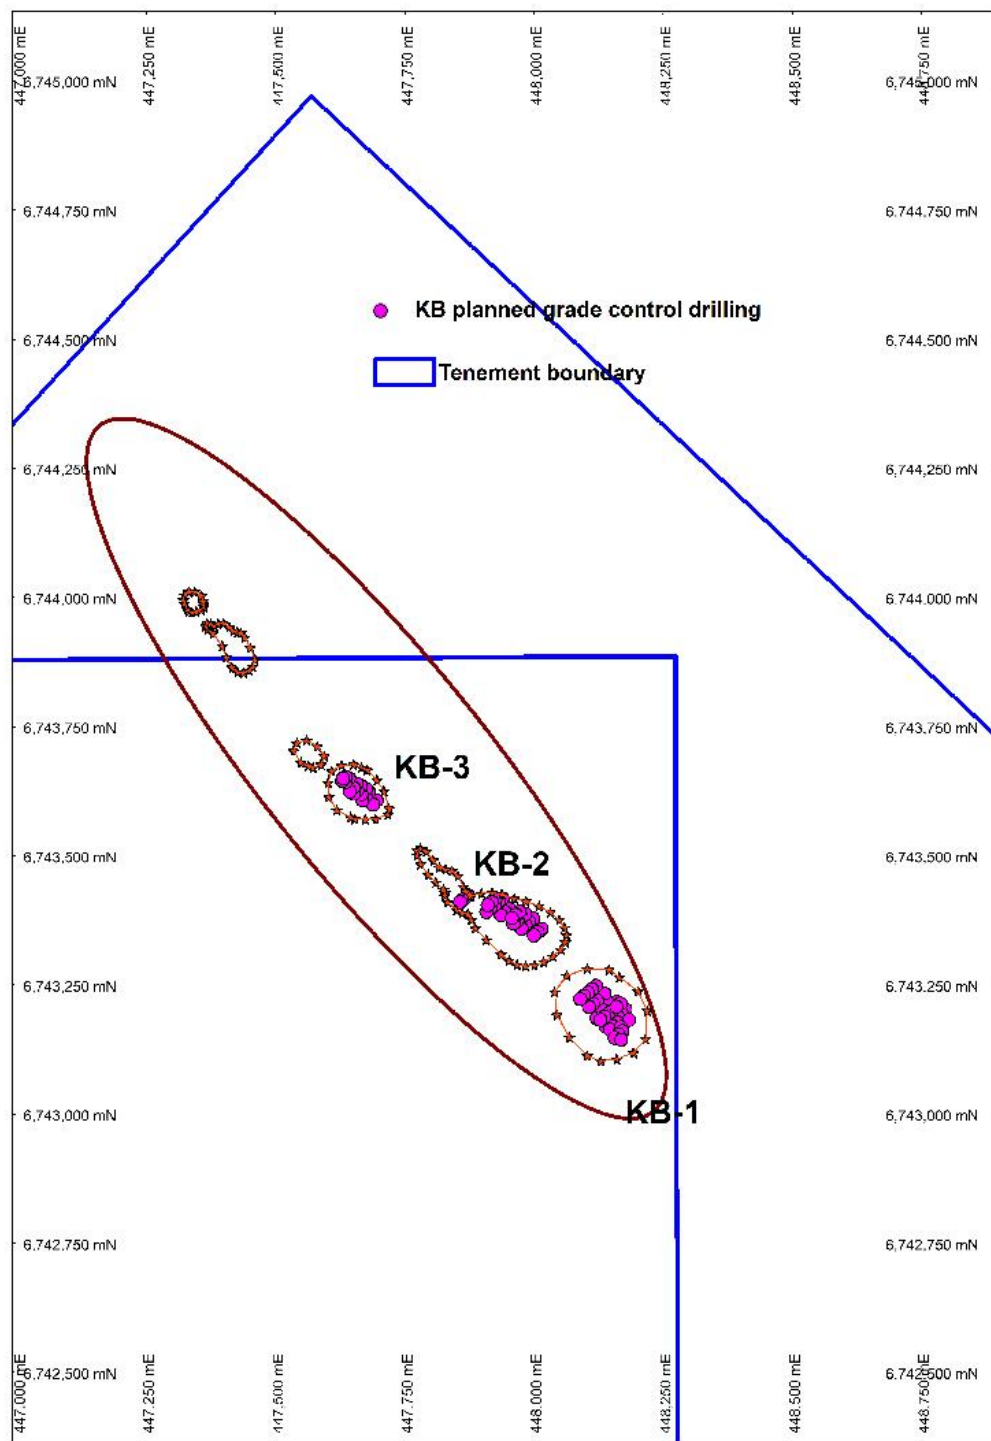 447,000 mE
447,250 mE
417,500 mE
447,750 mE
448,000 mE
448,250 mE
448,500 mE
448,750 mE
6,745,000 mN
6,745,000 mN
6,744,750 mN
6,744,750 mN
KB planned grade control drilling
6,744,500 mN
6,744,500 mN
Tenement boundary
6,744,250 mN
6,744,250 mN
6,744,000 mN
6,744,000 mN
6,743,750 mN
6,743,750 mN
KB-3
6,743,500 mN
KB-2
6,743,500 mN
6,743,250 mN
6,743,250 mN
6,743,000 mN
KB-1
6,743,000 mN
6,742,750 mN
6,742,750 mN
6,742,500 mN
6,742,500 mN
447.000 mE
447.250 mE
117.500 mE
447.750 mE
448.000 mE
448,250 mE
448.500 mE
448.750 mE